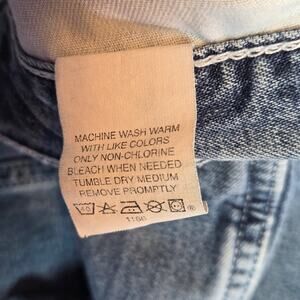 MACHINE WASH WARM
WITH LIKE COLORS
ONLY NON-CHLORINE
BLEACH WHEN NEEDED
TUMBLE DRY MEDIUM
REMOVE PROMPTLY